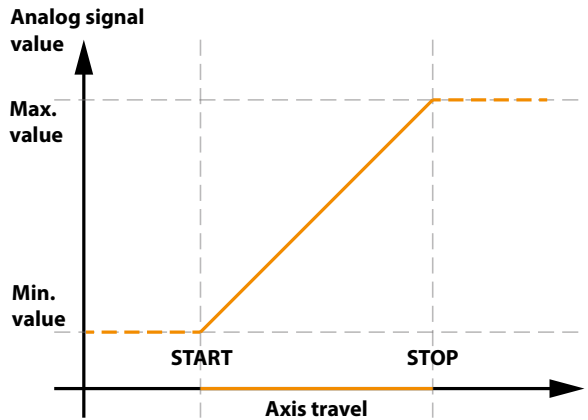 Analog signal
value
Max.
value
Min.
value
START
STOP
Axis travel